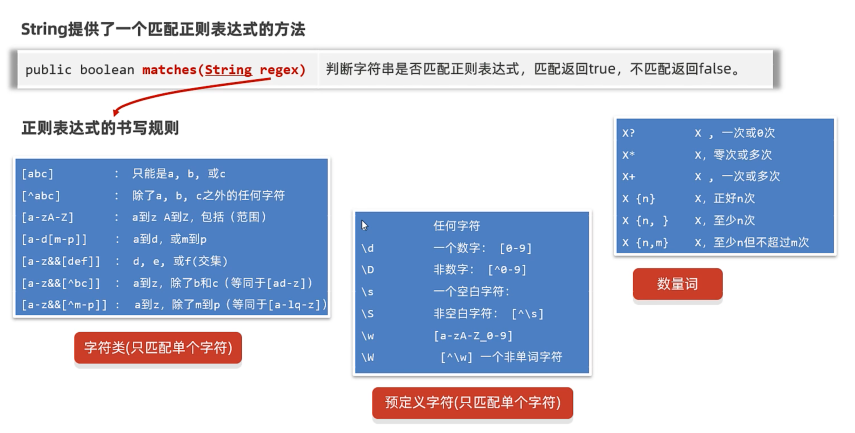 String提供了一个匹配正则表达式的方法
public boolean matches(String regex) 判断字符串是否匹配正则表达式，匹配返回true，不匹配返回false。
正则表达式的书写规则
[abc] ： 只能是a, b, 或c
[^abc] ： 除了a, b, c之外的任何字符
[a-zA-Z] ： a到z A到Z，包括（范围）
[a-d[m-p]] ： a到d，或m到p
[a-z&&[def]] ： d, e, 或f(交集)
[a-z&&[^bc]] ： a到z，除了b和c（等同于[ad-z]）
[a-z&&[^m-p]] ： a到z，除了m到p（等同于[a-lq-z]）
字符类(只匹配单个字符)
任何字符
\d 一个数字： [0-9]
\D 非数字： [^0-9]
\s 一个空白字符：
\S 非空白字符： [^\s]
\w [a-zA-Z_0-9]
\W [^\w] 一个非单词字符
预定义字符(只匹配单个字符)
X? X ，一次或0次
X* X，零次或多次
X+ X ，一次或多次
X {n} X，正好n次
X {n, } X，至少n次
X {n,m} X，至少n但不超过m次
数量词